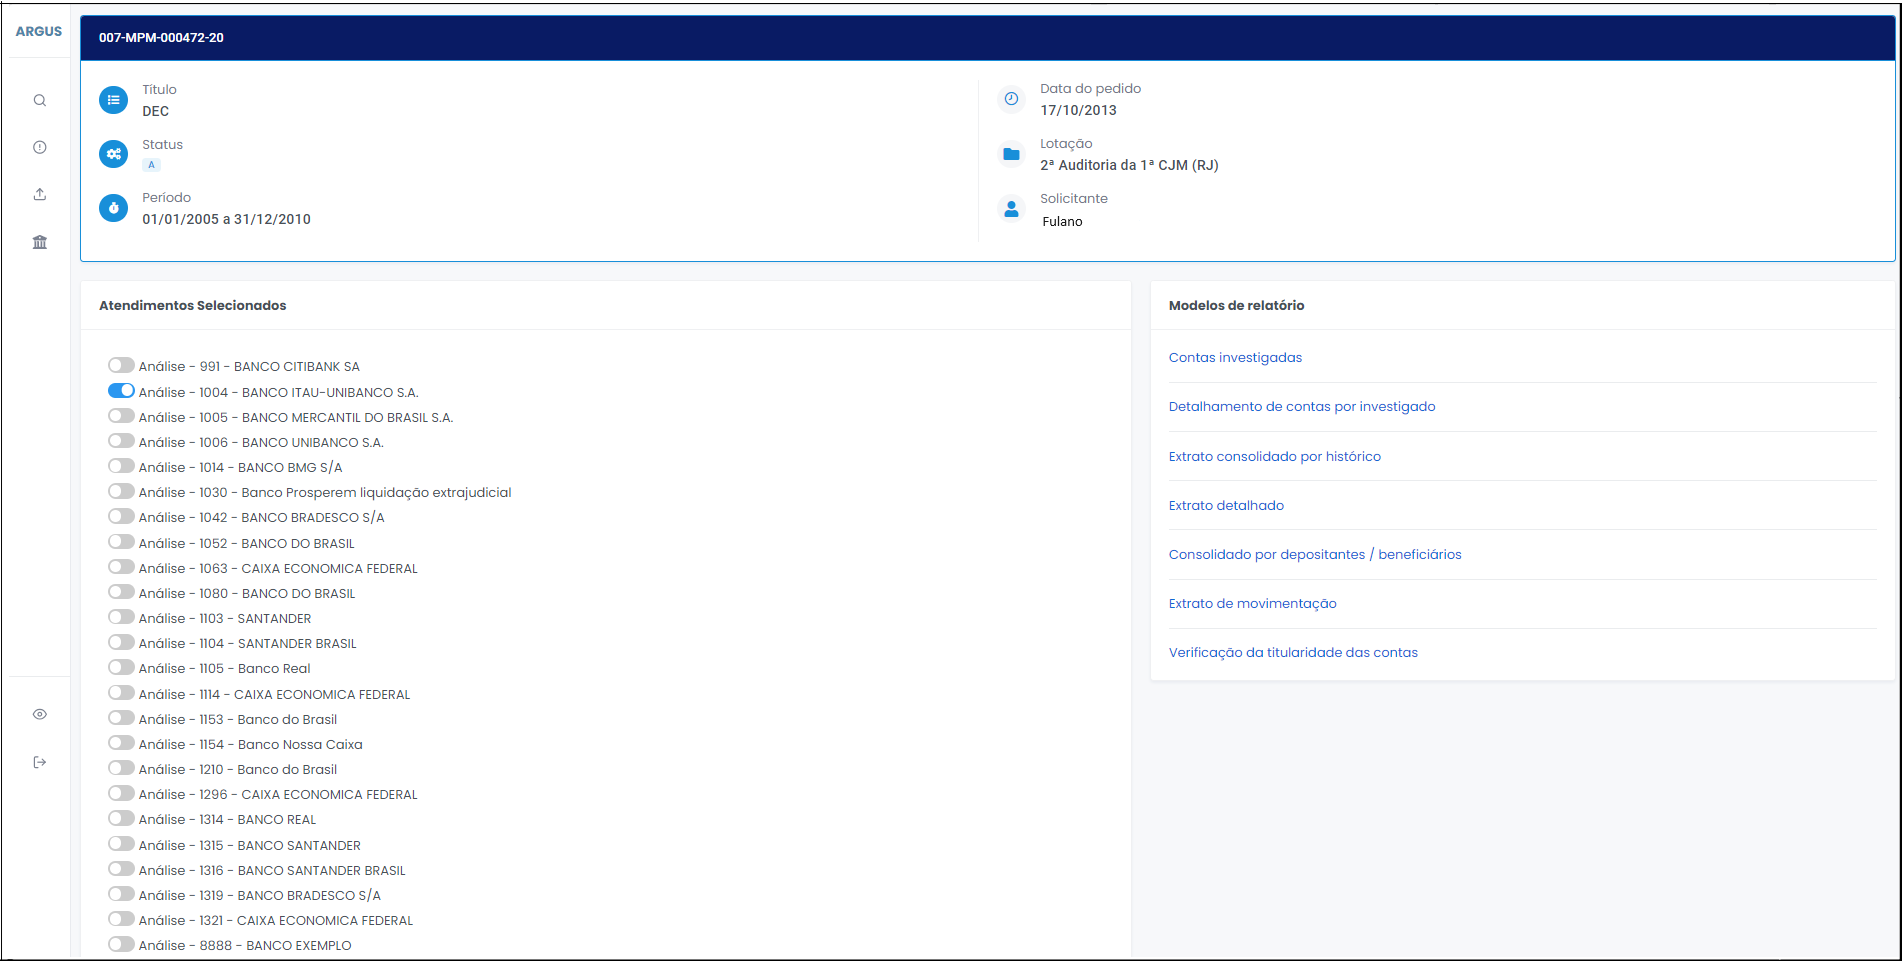 ARGUS
007-MPM-000472-20
Título
DEC
Status
A
Período
01/01/2005 a 31/12/2010
Data do pedido
17/10/2013
Lotação
2ª Auditoria da 1ª CJM (RJ)
Solicitante
Fulano
Atendimentos Selecionados
Análise - 991 - BANCO CITIBANK SA
Análise - 1004 - BANCO ITAU-UNIBANCO S.A.
Análise - 1005 - BANCO MERCANTIL DO BRASIL S.A.
Análise - 1006 - BANCO UNIBANCO S.A.
Análise - 1014 - BANCO BMG S/A
Análise - 1030 - Banco Prosperem liquidação extrajudicial
Análise - 1042 - BANCO BRADESCO S/A
Análise - 1052 - BANCO DO BRASIL
Análise - 1063 - CAIXA ECONOMICA FEDERAL
Análise - 1080 - BANCO DO BRASIL
Análise - 1103 - SANTANDER
Análise - 1104 - SANTANDER BRASIL
Análise - 1105 - Banco Real
Análise - 1114 - CAIXA ECONOMICA FEDERAL
Análise - 1153 - Banco do Brasil
Análise - 1154 - Banco Nossa Caixa
Análise - 1210 - Banco do Brasil
Análise - 1296 - CAIXA ECONOMICA FEDERAL
Análise - 1314 - BANCO REAL
Análise - 1315 - BANCO SANTANDER
Análise - 1316 - BANCO SANTANDER BRASIL
Análise - 1319 - BANCO BRADESCO S/A
Análise - 1321 - CAIXA ECONOMICA FEDERAL
Análise - 8888 - BANCO EXEMPLO
Modelos de relatório
Contas investigadas
Detalhamento de contas por investigado
Extrato consolidado por histórico
Extrato detalhado
Consolidado por depositantes / beneficiários
Extrato de movimentação
Verificação da titularidade das contas